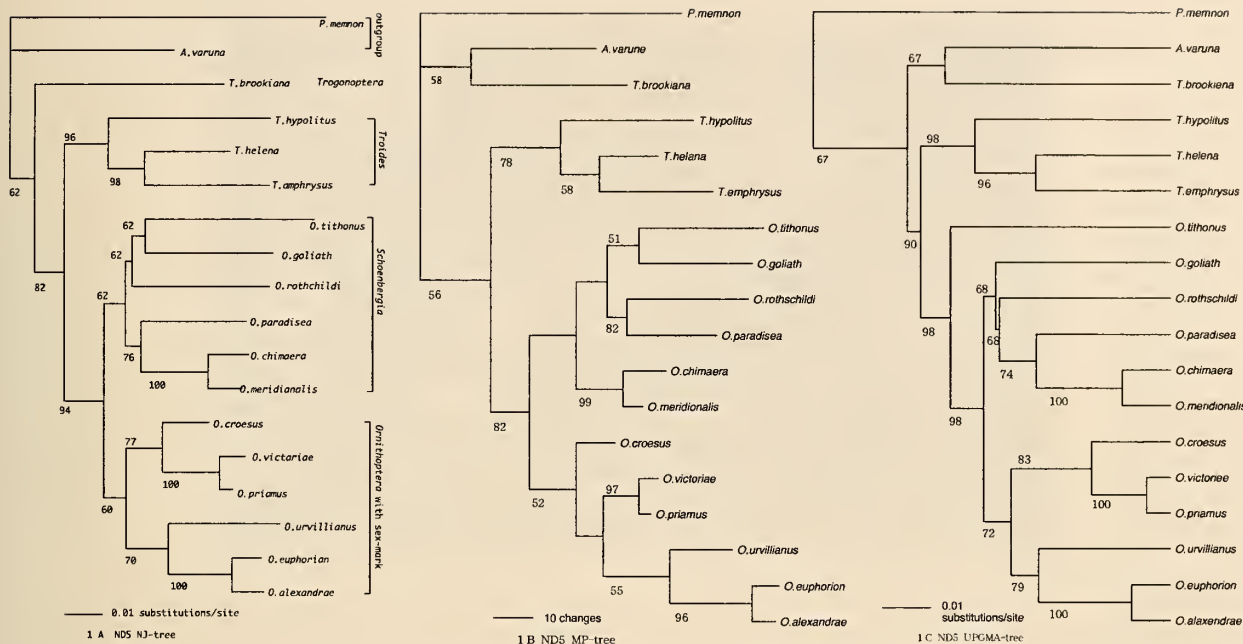 P.memnon
outgroup
A.varuna
T.brookiana Trogonoptera
T.hypolitus
96
T.helena
Troides
98
T.amphrysus
62
O.tithonus
62
O.goliath
62
O.rothchildi
82
62
O.paradisea
Schoenbergia
76
O.chimaera
100
O.meridianalis
94
O.croesus
77
O.victariae
100
O.priamus
Ornithoptera with sex-mark
60
O.urvillianus
70
O.euphorian
100
O.alexandrae
0.01 substitutions/site
1 A ND5 NJ-tree
P.memnon
A.varune
58
T.brookiana
T.hypolitus
78
T.helana
58
T.emphrysus
O.tithonus
51
O.goliath
56
O.rothschildi
82
O.paradisea
O.chimaera
99
O.meridionalis
82
O.croesus
O.victoriae
97
52
O.priamus
O.urvillianus
55
O.euphorion
96
O.alexandrae
10 changes
1 B ND5 MP-tree
P.memnon
A.varuna
67
T.brookiena
T.hypolitus
98
67
T.helena
96
T.emphrysus
O.tithonus
90
O.goliath
68
O.rothschildi
98
68
O.paradisea
74
O.chimaera
100
O.meridionalis
98
O.croesus
83
O.victoriee
100
O.priamus
72
O.urvillianus
79
O.euphorion
100
O.alaxendrae
0.01
substitutions/site
1 C ND5 UPGMA-tree